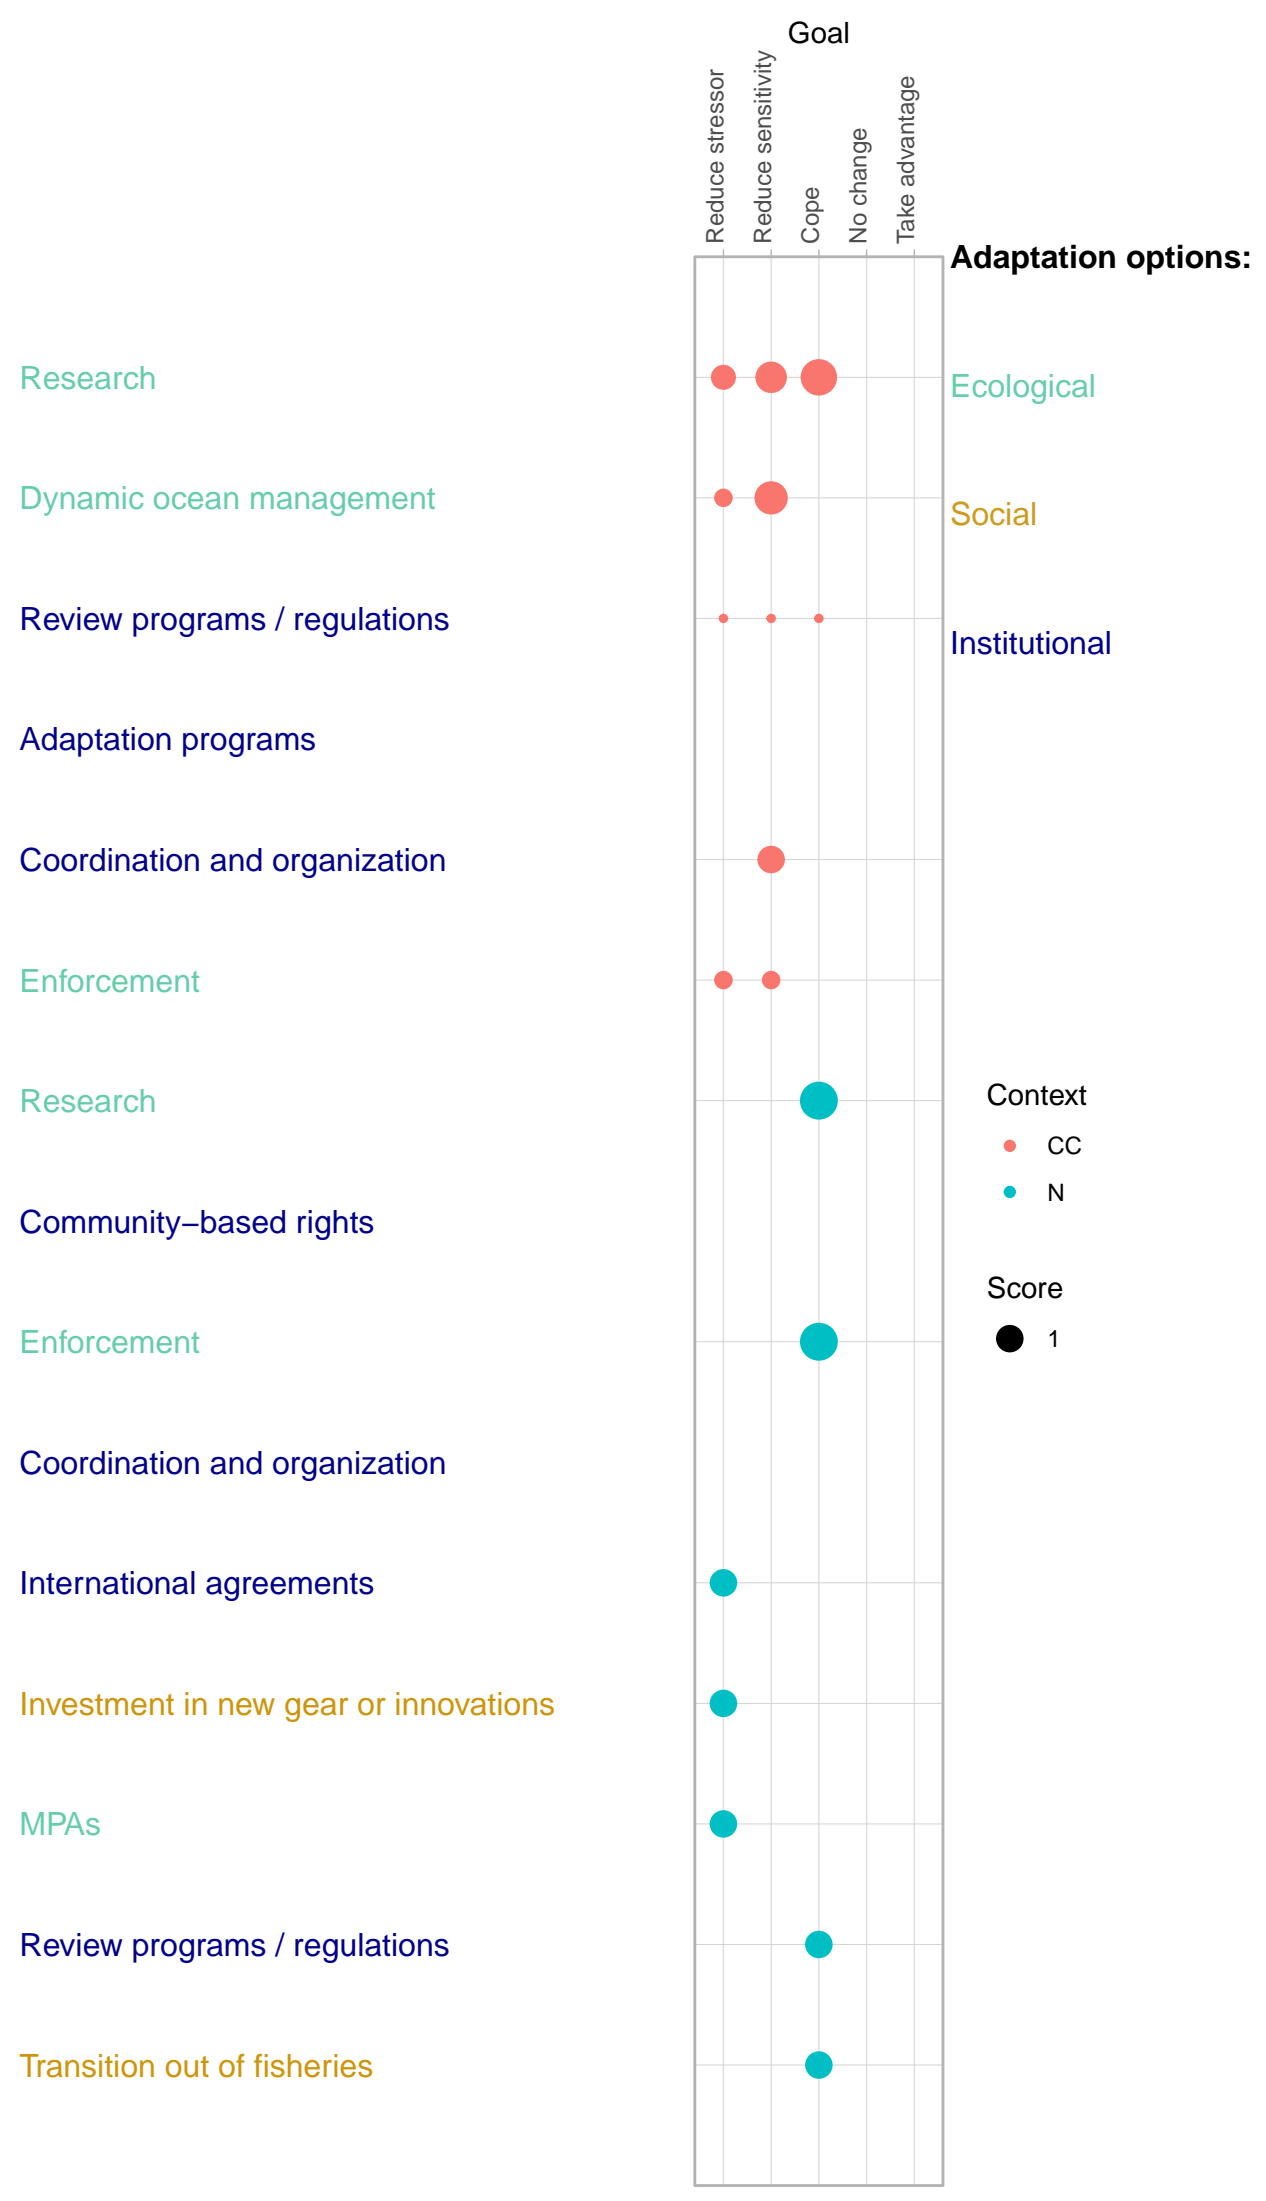 Goal
Reduce stressor
Reduce sensitivity
Cope
No change
Take advantage
Adaptation options:
Research
Ecological
Dynamic ocean management
Social
Review programs / regulations
Institutional
Adaptation programs
Coordination and organization
Enforcement
Research
Context
CC
N
Community–based rights
Score
1
Enforcement
Coordination and organization
International agreements
Investment in new gear or innovations
MPAs
Review programs / regulations
Transition out of fisheries